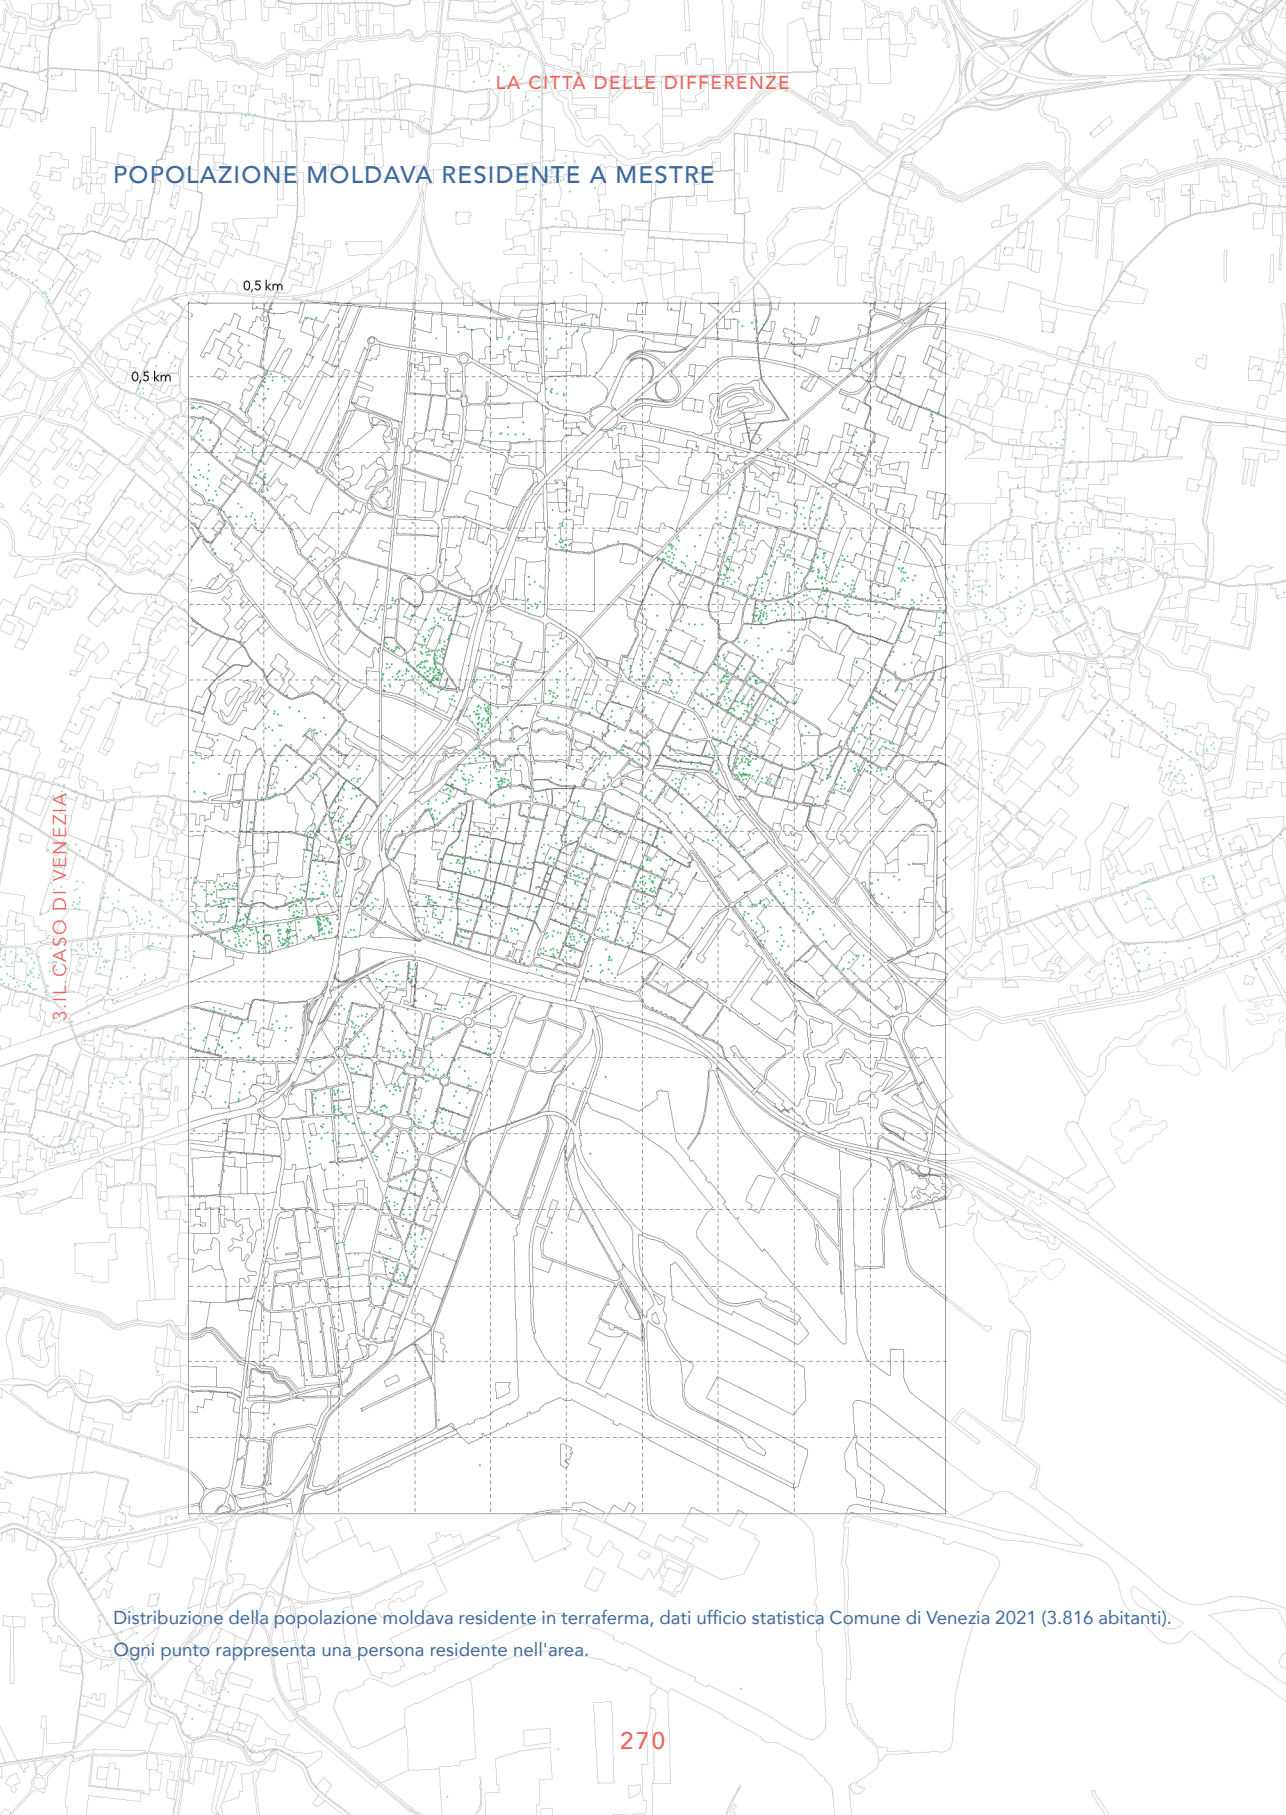 LA CITTÀ DELLE DIFFERENZE
POPOLAZIONE MOLDAVA RESIDENTE A MESTRE
0,5 km
0,5 km
3.IL CASO DI VENEZIA
Distribuzione della popolazione moldava residente in terraferma, dati ufficio statistica Comune di Venezia 2021 (3.816 abitanti).
Ogni punto rappresenta una persona residente nell'area.
270